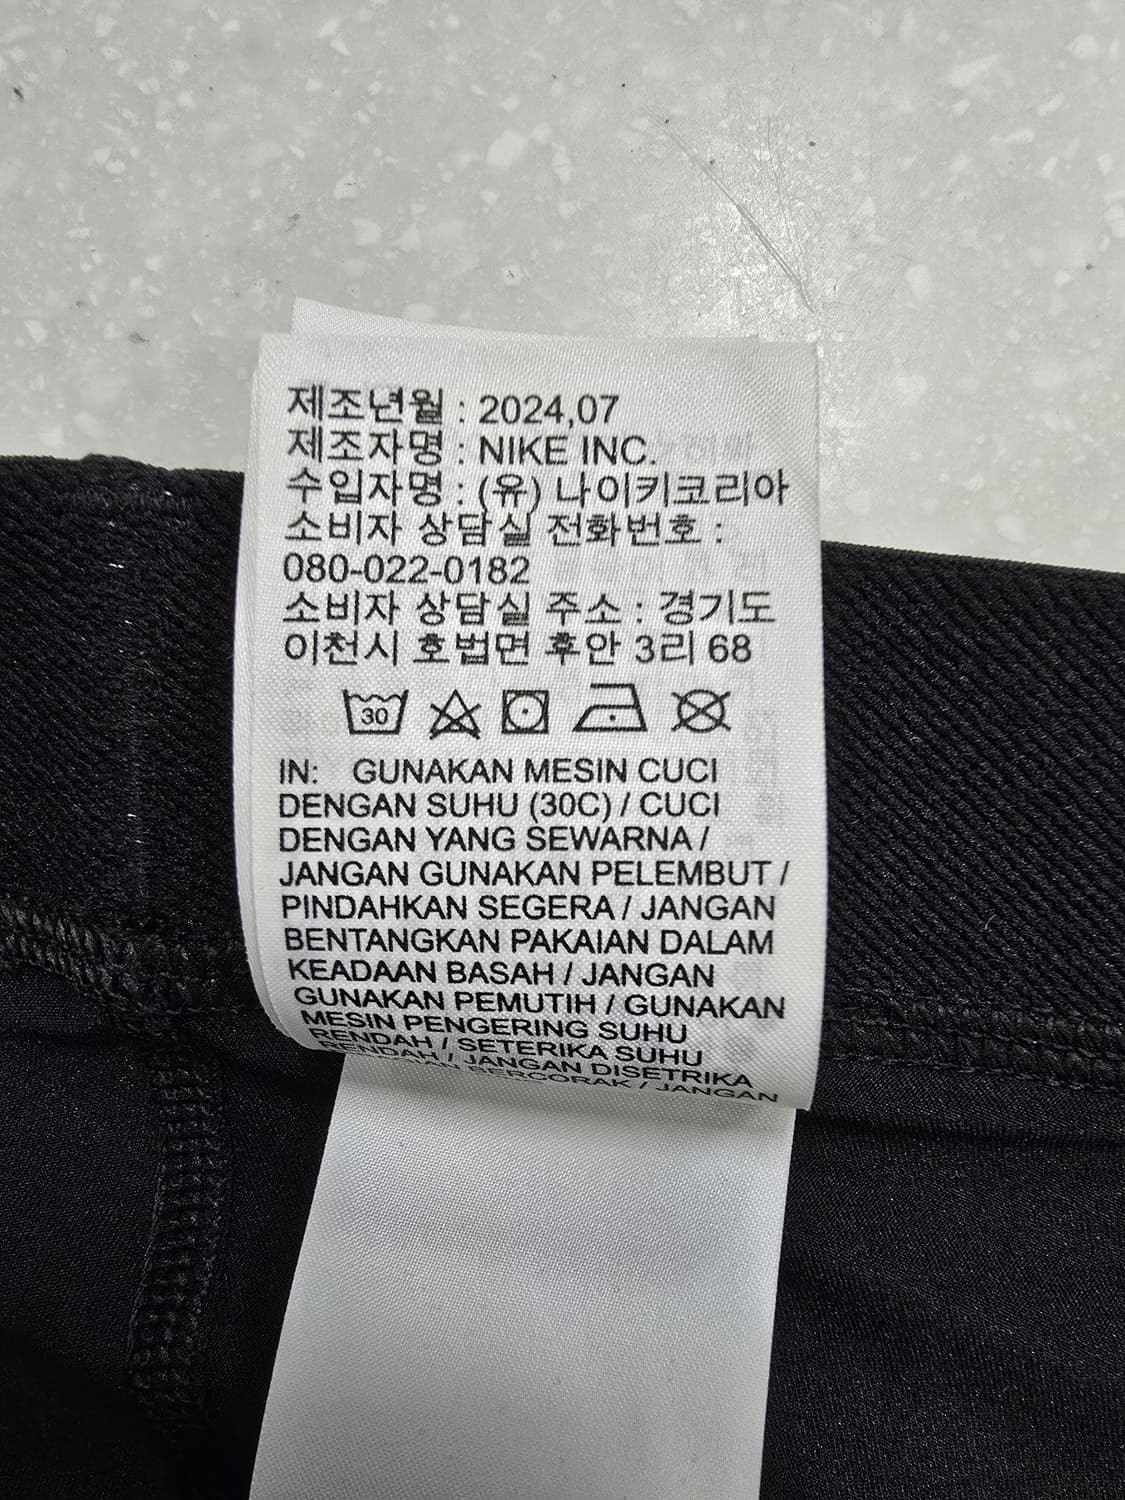 제조년월 : 2024,07
제조자명 : NIKE INC.
수입자명 : (유) 나이키코리아
소비자 상담실 전화번호 :
080-022-0182
소비자 상담실 주소 : 경기도
이천시 호법면 후안 3리 68
30
IN: GUNAKAN MESIN CUCI
DENGAN SUHU (30C) / CUCI
DENGAN YANG SEWARNA /
JANGAN GUNAKAN PELEMBUT /
PINDAHKAN SEGERA / JANGAN
BENTANGKAN PAKAIAN DALAM
KEADAAN BASAH / JANGAN
GUNAKAN PEMUTIH / GUNAKAN
MESIN PENGERING SUHU
RENDAH / SETERIKA SUHU
RENDAH / JANGAN DISETRIKA
BERCORAK / JANGAN